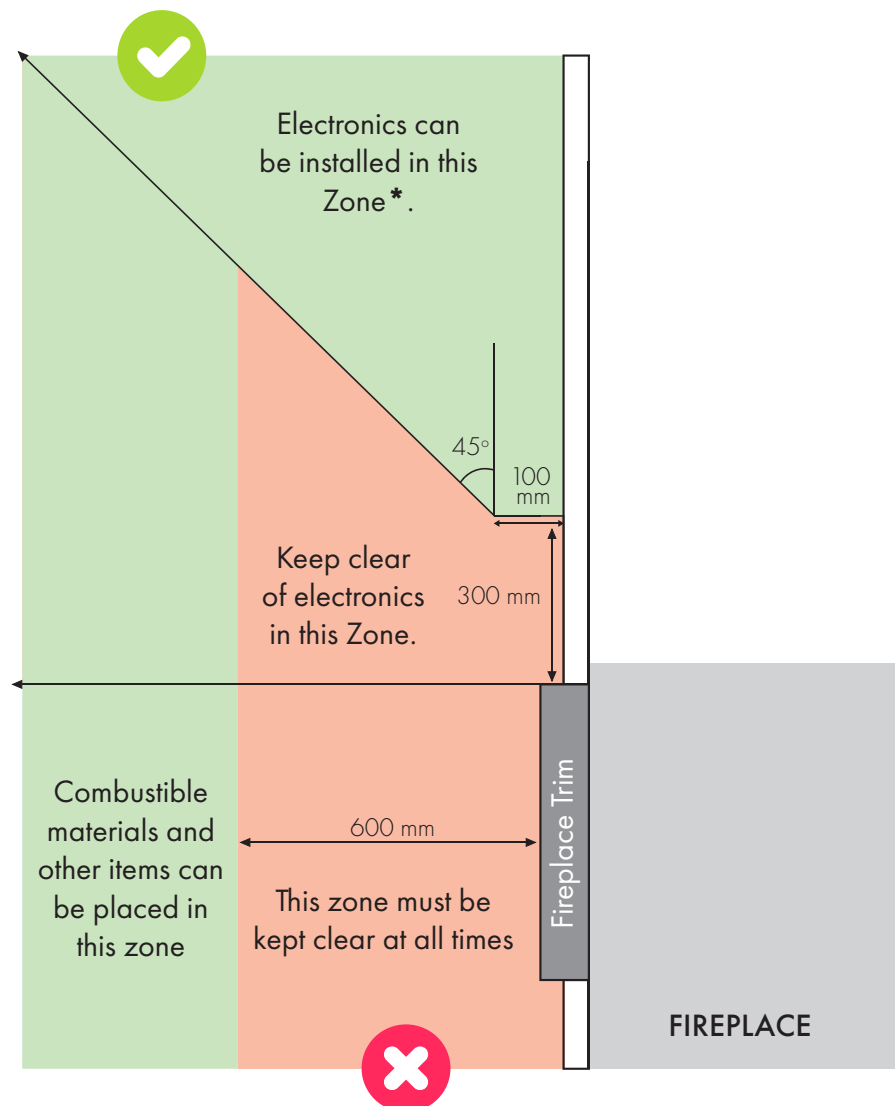 Electronics can
be installed in this
Zone*.
45°
100
mm
Keep clear
of electronics
in this Zone.
300 mm
Combustible
materials and
other items can
be placed in
this zone
600 mm
This zone must be
kept clear at all times
Fireplace Trim
FIREPLACE